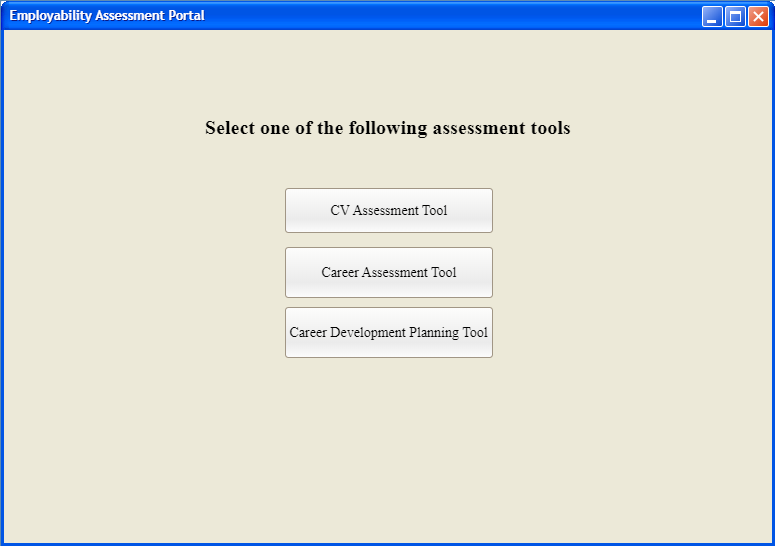 Employability Assessment Portal
Select one of the following assessment tools
CV Assessment Tool
Career Assessment Tool
Career Development Planning Tool